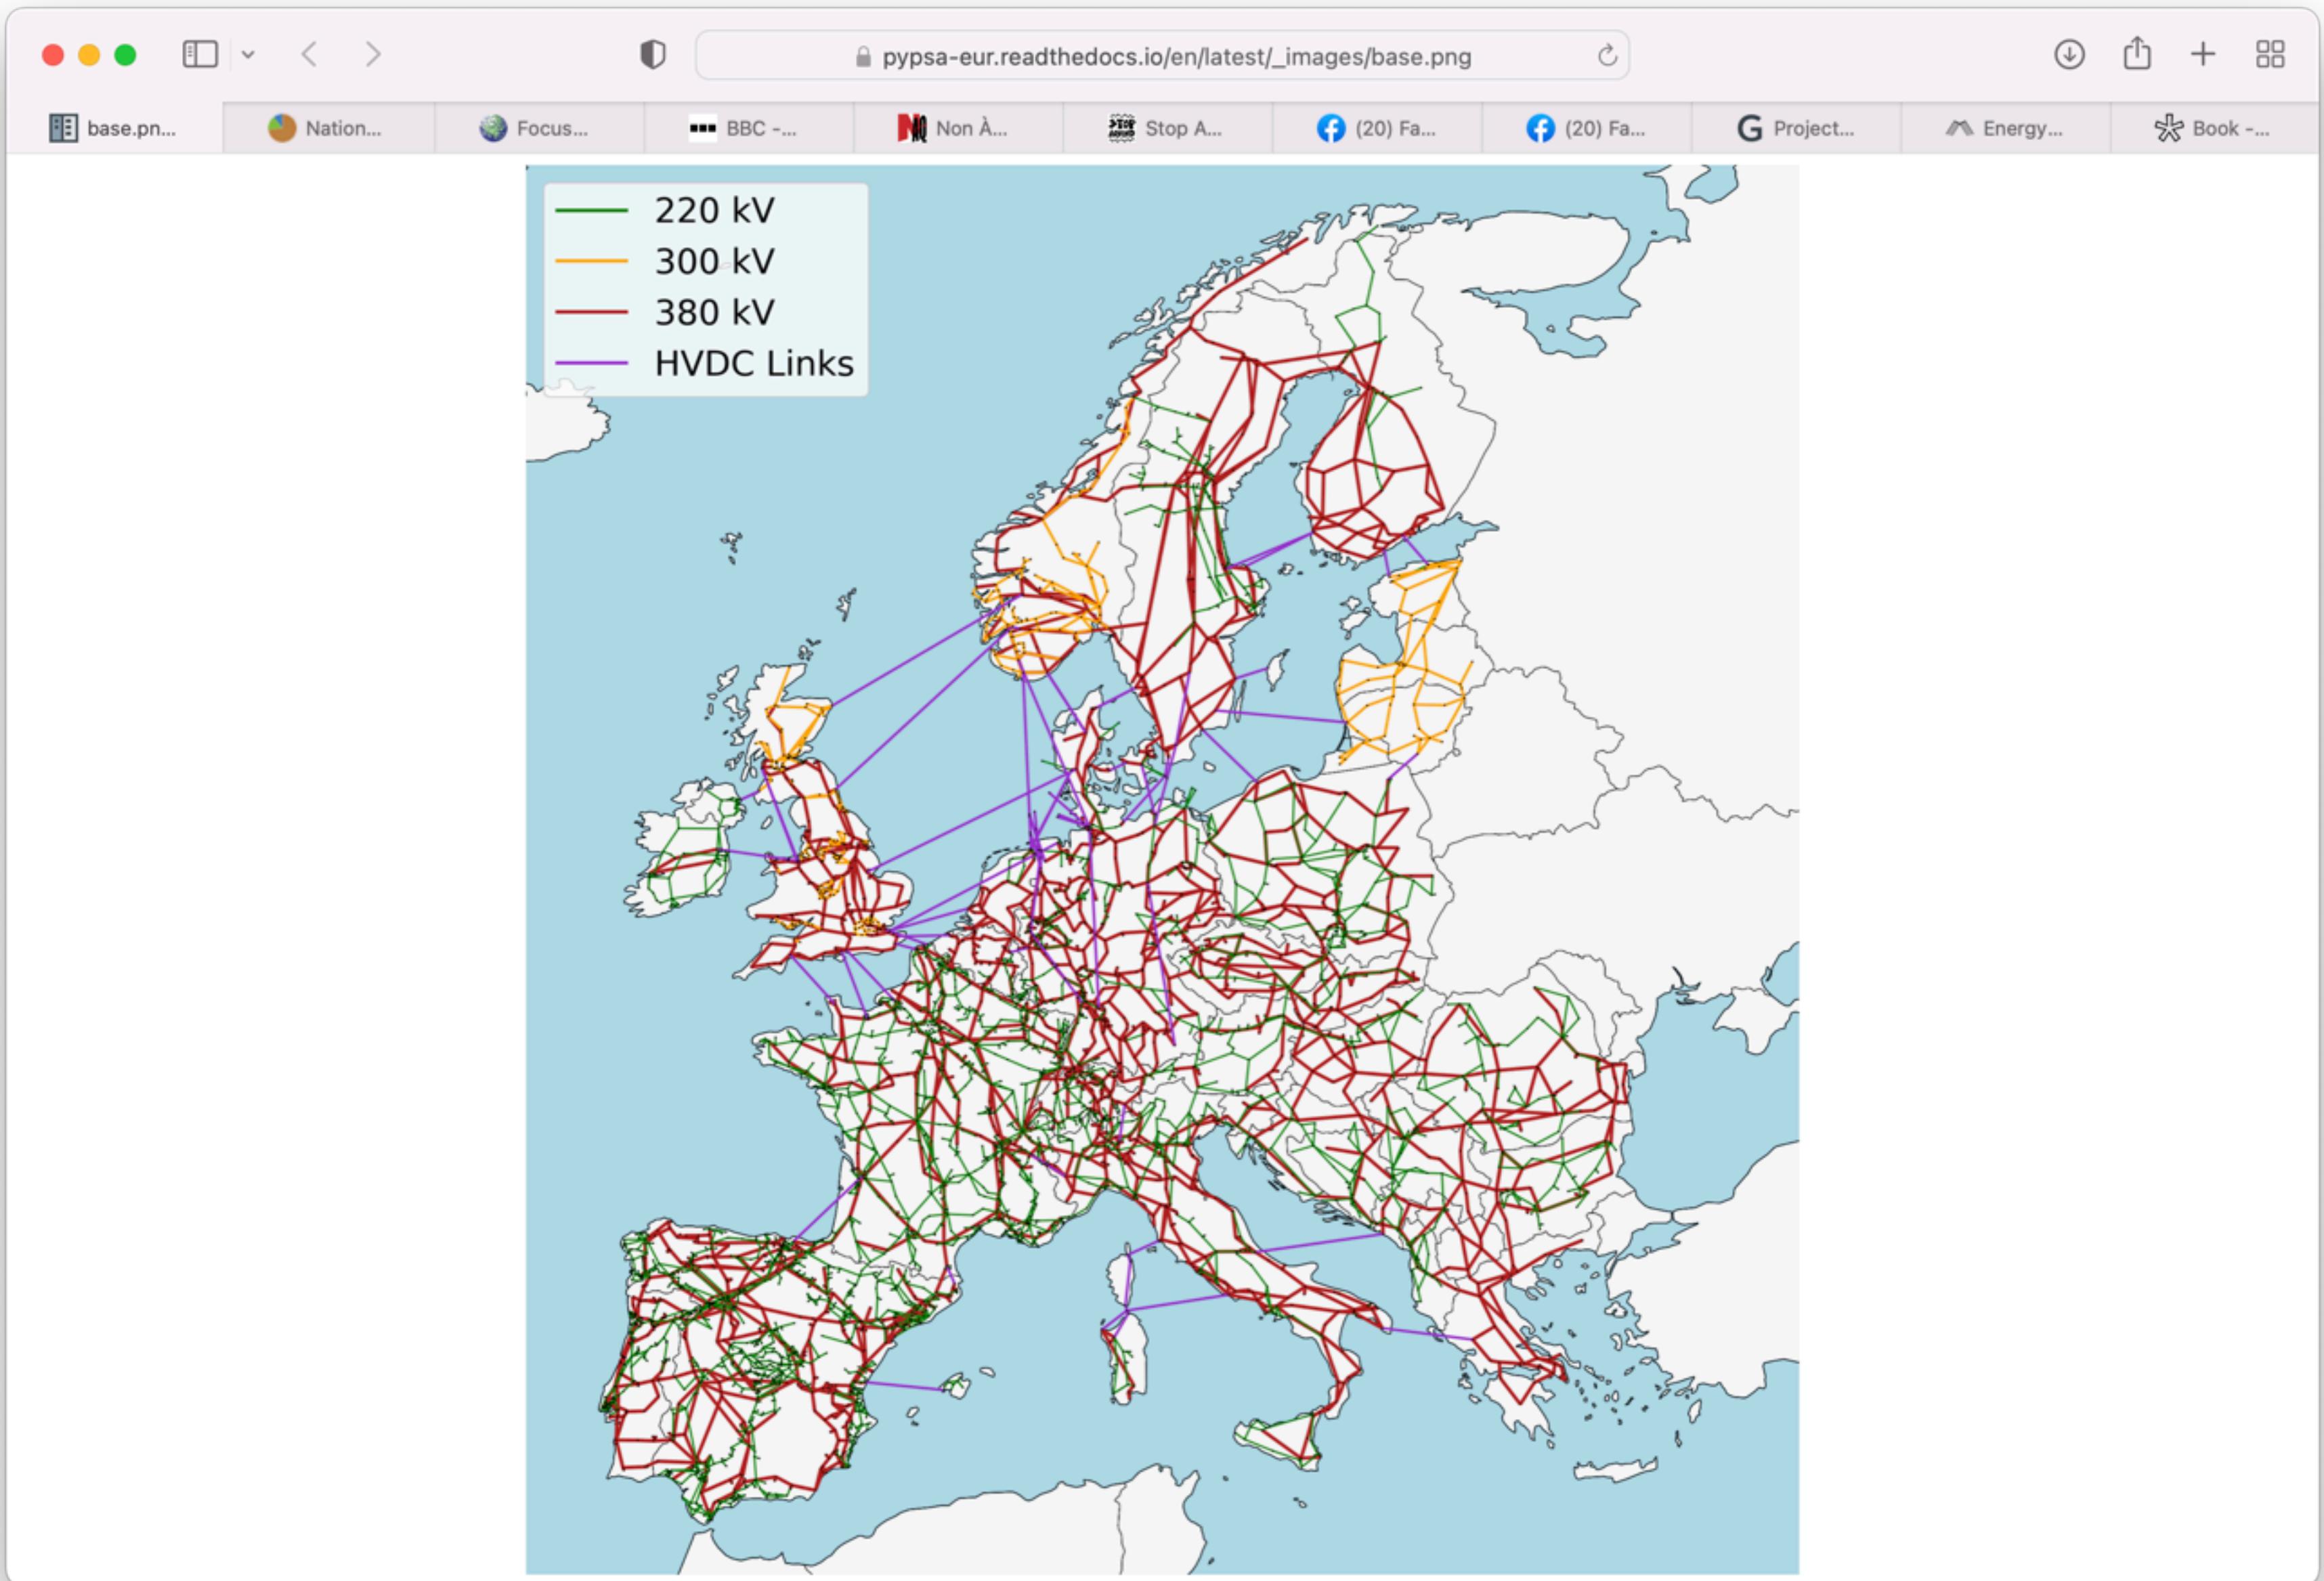 pypsa-eur.readthedocs.io/en/latest/_images/base.png
base.pn...
Nation...
Focus...
BBC -...
Non À...
Stop A...
(20) Fa...
(20) Fa...
Project...
Energy...
Book -...
220 kV
300 kV
380 kV
HVDC Links